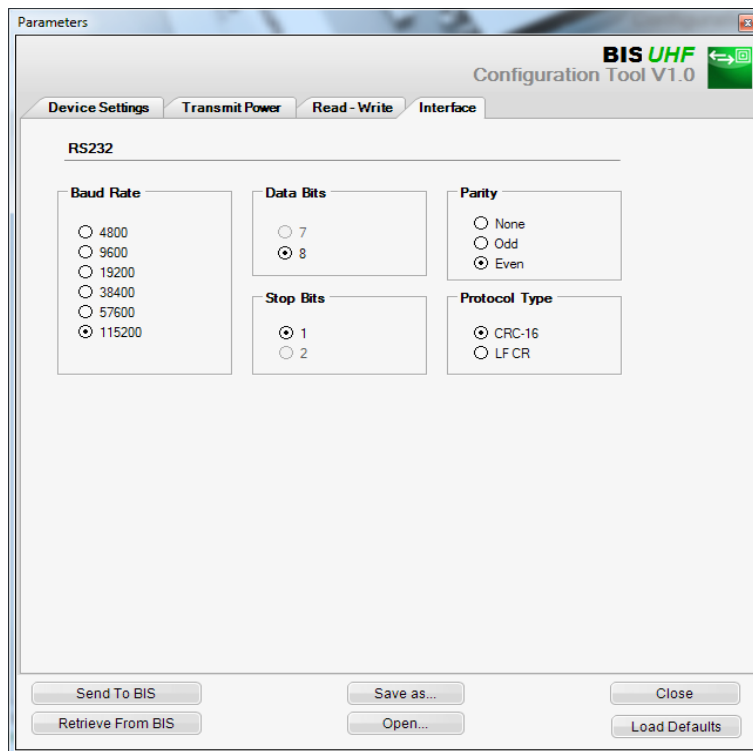 Parameters
BIS UHF
Configuration Tool V1.0
Device Settings Transmit Power Read - Write Interface
RS232
Baud Rate
4800
9600
19200
38400
57600
115200
Data Bits
7
8
Stop Bits
1
2
Parity
None
Odd
Even
Protocol Type
CRC-16
LF CR
Send To BIS Save as... Close
Retrieve From BIS Open... Load Defaults